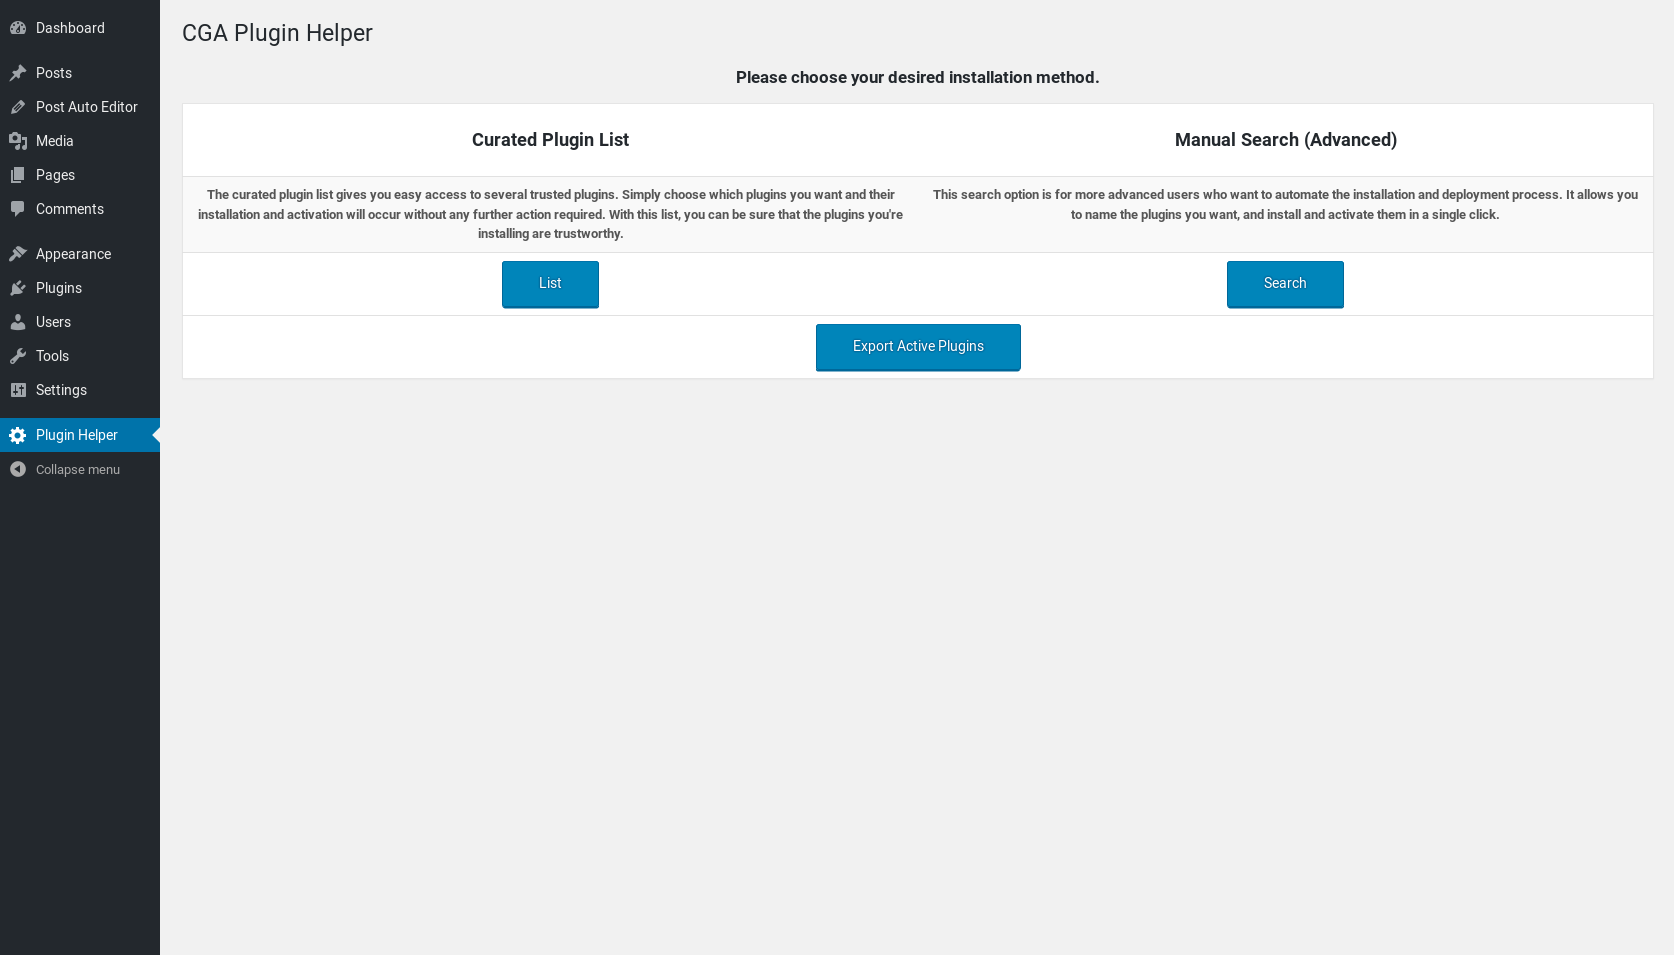 Dashboard
Posts
Post Auto Editor
Media
Pages
Comments
Appearance
Plugins
Users
Tools
Settings
Plugin Helper
Collapse menu
CGA Plugin Helper
Please choose your desired installation method.
Curated Plugin List
The curated plugin list gives you easy access to several trusted plugins. Simply choose which plugins you want and their
installation and activation will occur without any further action required. With this list, you can be sure that the plugins you're
installing are trustworthy.
List
Manual Search (Advanced)
This search option is for more advanced users who want to automate the installation and deployment process. It allows you
to name the plugins you want, and install and activate them in a single click.
Search
Export Active Plugins